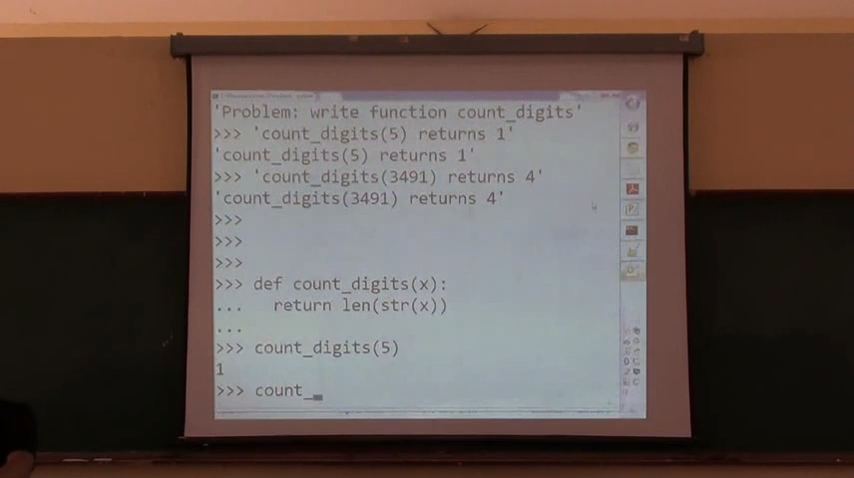 'Problem: write function count_digits'
>>> 'count_digits(5) returns 1'
'count_digits(5) returns 1'
>>> 'count_digits(3491) returns 4'
'count_digits(3491) returns 4'
>>>
>>>
>>>
>>> def count_digits(x):
...   return len(str(x))
...
>>> count_digits(5)
1
>>> count_